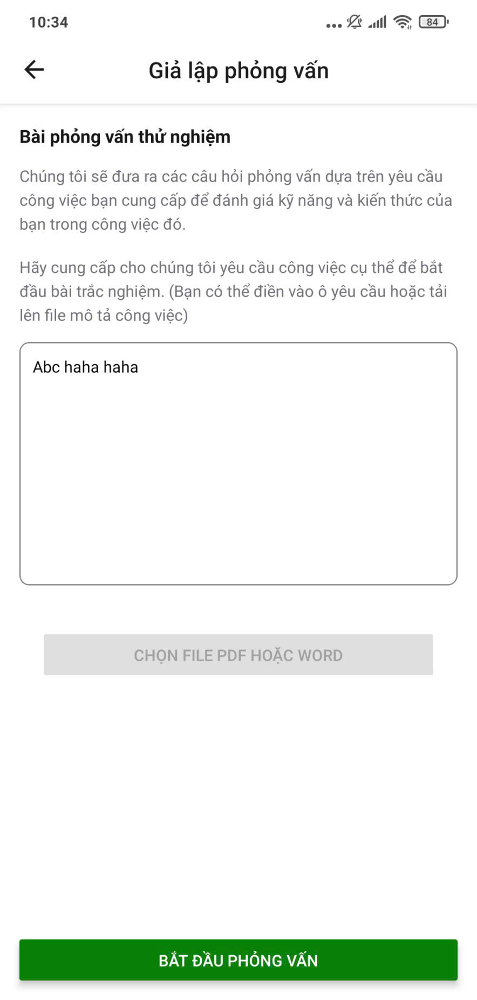 10:34
84
Giả lập phỏng vấn
Bài phỏng vấn thử nghiệm
Chúng tôi sẽ đưa ra các câu hỏi phỏng vấn dựa trên yêu cầu
công việc bạn cung cấp để đánh giá kỹ năng và kiến thức của
bạn trong công việc đó.
Hãy cung cấp cho chúng tôi yêu cầu công việc cụ thể để bắt
đầu bài trắc nghiệm. (Bạn có thể điền vào ô yêu cầu hoặc tải
lên file mô tả công việc)
Abc haha haha
CHỌN FILE PDF HOẶC WORD
BẮT ĐẦU PHỎNG VẤN